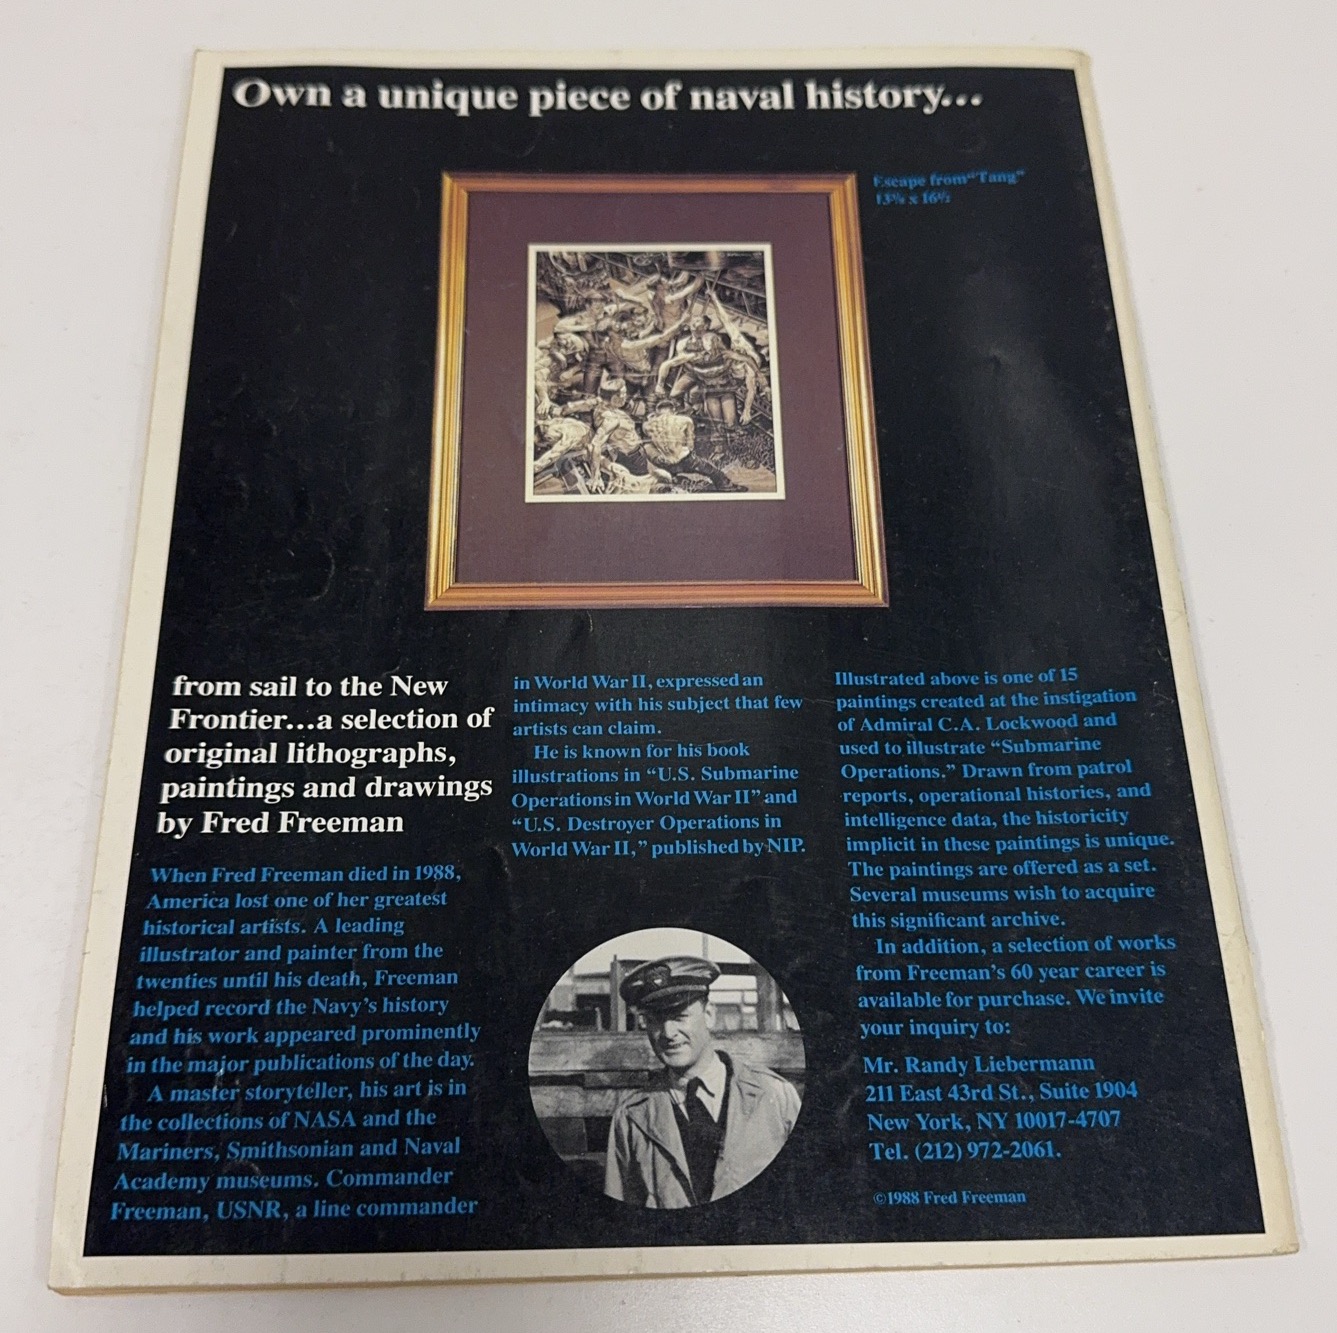 Own a unique piece of naval history...
Escape from "Tang"
13⅝ x 16½
from sail to the New
Frontier...a selection of
original lithographs,
paintings and drawings
by Fred Freeman
When Fred Freeman died in 1988,
America lost one of her greatest
historical artists. A leading
illustrator and painter from the
twenties until his death, Freeman
helped record the Navy's history
and his work appeared prominently
in the major publications of the day.
A master storyteller, his art is in
the collections of NASA and the
Mariners, Smithsonian and Naval
Academy museums. Commander
Freeman, USNR, a line commander
in World War II, expressed an
intimacy with his subject that few
artists can claim.
He is known for his book
illustrations in "U.S. Submarine
Operations in World War II" and
"U.S. Destroyer Operations in
World War II," published by NIP.
Illustrated above is one of 15
paintings created at the instigation
of Admiral C.A. Lockwood and
used to illustrate "Submarine
Operations." Drawn from patrol
reports, operational histories, and
intelligence data, the historicity
implicit in these paintings is unique.
The paintings are offered as a set.
Several museums wish to acquire
this significant archive.
In addition, a selection of works
from Freeman's 60 year career is
available for purchase. We invite
your inquiry to:
Mr. Randy Liebermann
211 East 43rd St., Suite 1904
New York, NY 10017-4707
Tel. (212) 972-2061.
©1988 Fred Freeman